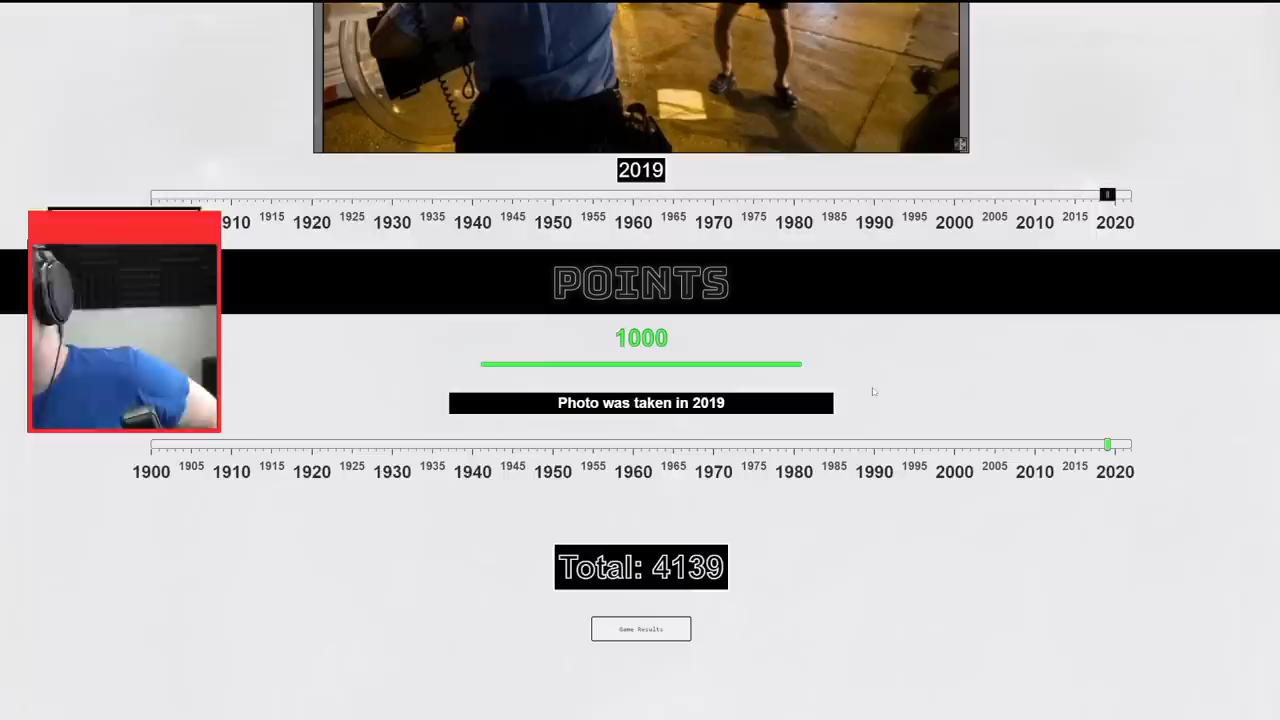 2019
910 1915 1920 1925 1930 1935 1940 1945 1950 1955 1960 1965 1970 1975 1980 1985 1990 1995 2000 2005 2010 2015 2020
POINTS
1000
Photo was taken in 2019
1900 1905 1910 1915 1920 1925 1930 1935 1940 1945 1950 1955 1960 1965 1970 1975 1980 1985 1990 1995 2000 2005 2010 2015 2020
Total: 4139
Game Results